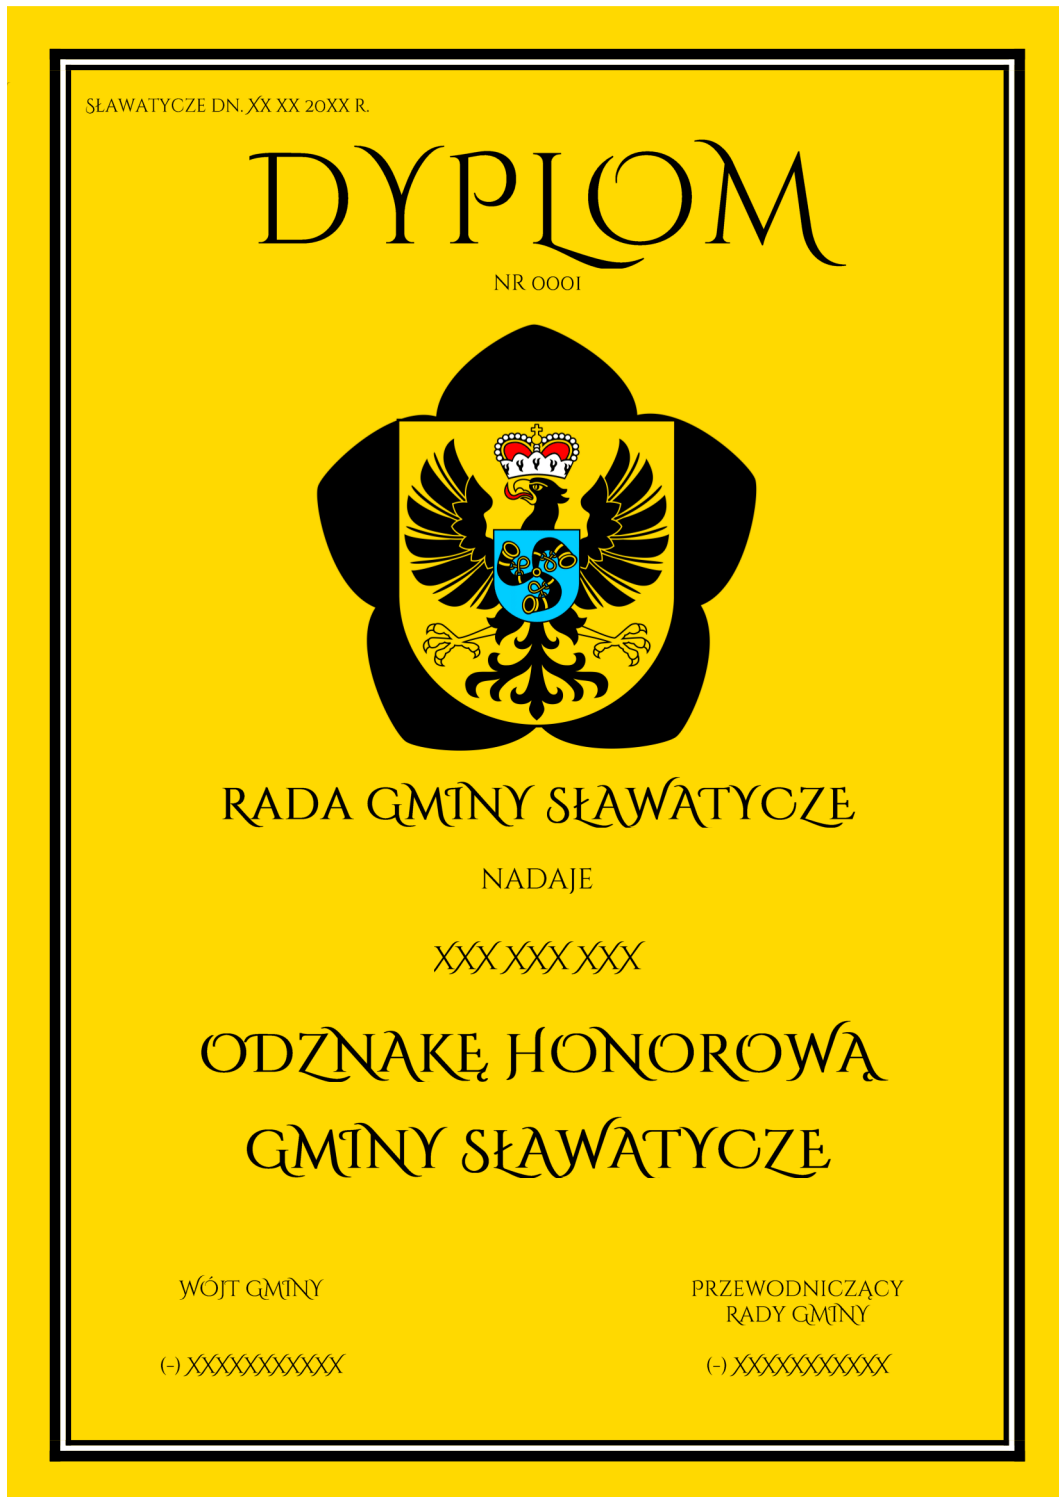 SŁAWATYCZE DN. XX XX 20XX R.
DYPLOM
NR 0001
RADA GMINY SŁAWATYCZE
NADAJE
XXX XXX XXX
ODZNAKĘ HONOROWĄ
GMINY SŁAWATYCZE
WÓJT GMINY
(-) XXXXXXXXXXX
PRZEWODNICZĄCY
RADY GMINY
(-) XXXXXXXXXXX